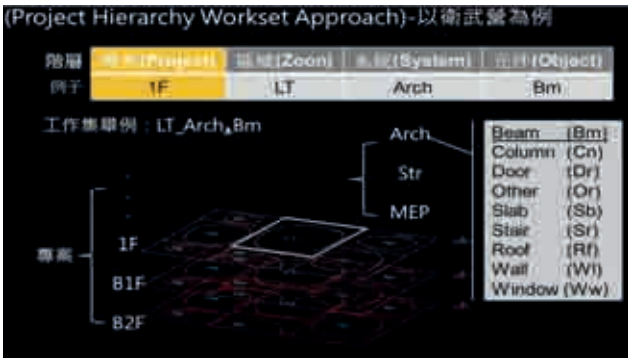 (Project Hierarchy Workset Approach)-以衛武營為例
階層 專案(Project) 區域(Zoon) 系統(System) 元件(Object)
例子 1F LT Arch Bm
工作集舉例：LT_Arch_Bm
Arch
Str
MEP
Beam (Bm)
Column (Cn)
Door (Dr)
Other (Or)
Slab (Sb)
Stair (Sr)
Roof (Rf)
Wall (Wl)
Window (Ww)
專案
1F
B1F
B2F